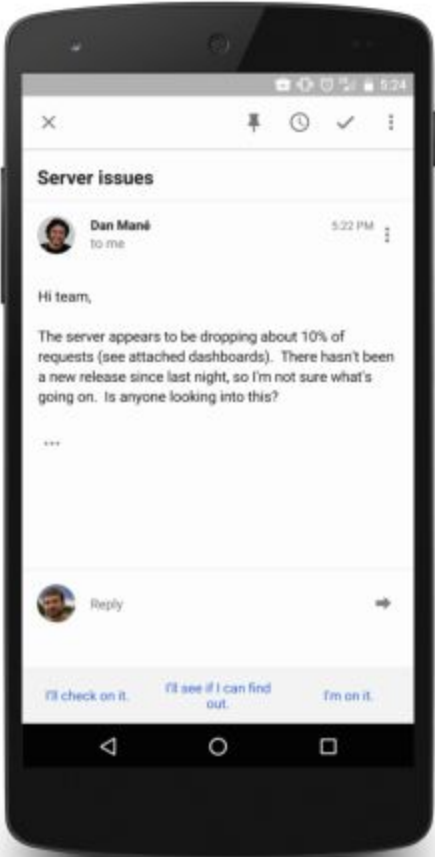 5:24
Server issues
Dan Mané
5:22 PM
to me
Hi team,
The server appears to be dropping about 10% of
requests (see attached dashboards).  There hasn't been
a new release since last night, so I'm not sure what's
going on.  Is anyone looking into this?
...
Reply
I'll check on it.
I'll see if I can find
out.
I'm on it.